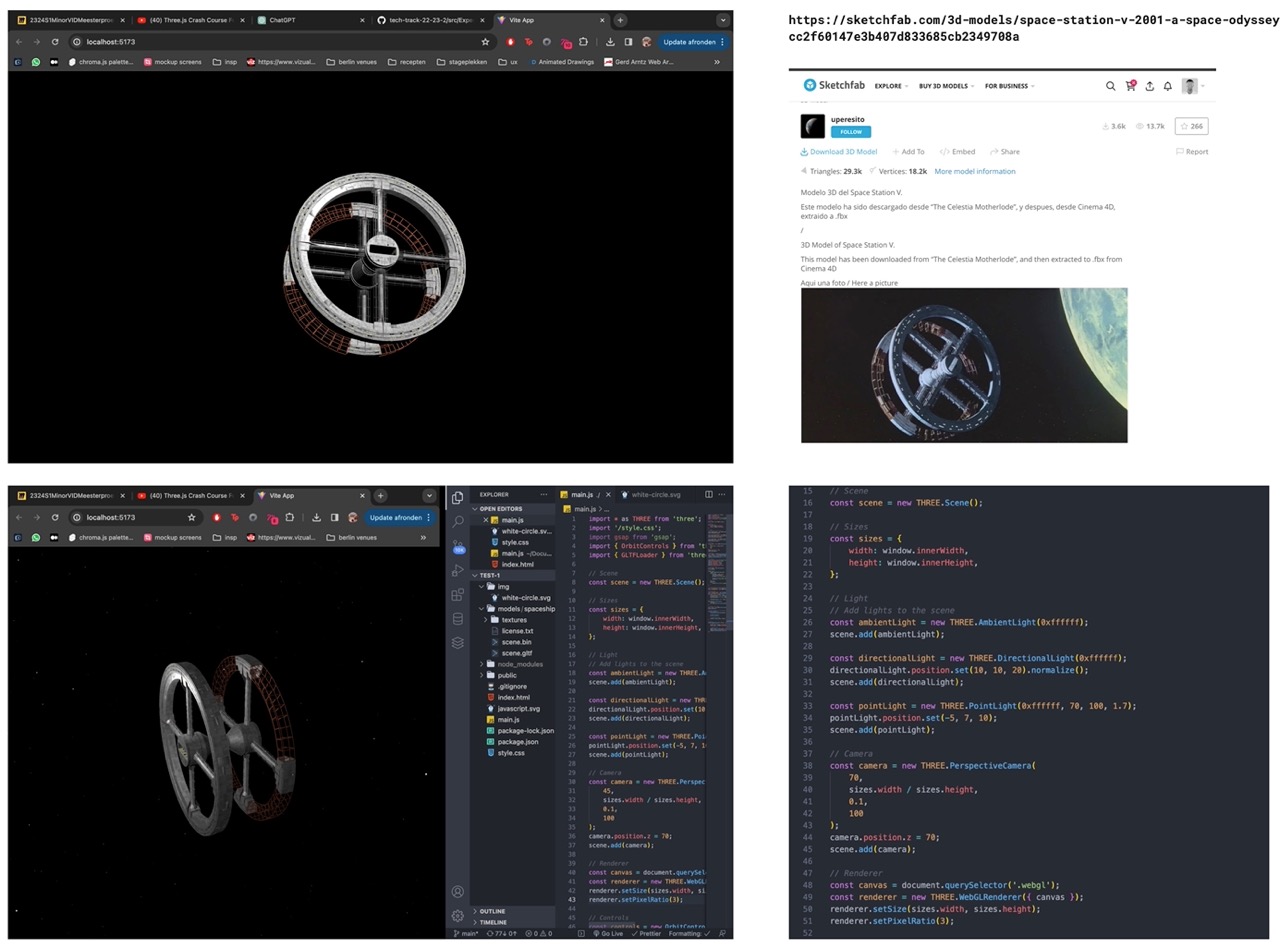 2324S1MinorVIDMeesterproe
(40) Three.js Crash Course F
ChatGPT
tech-track-22-23-2/src/Expe
Vite App
localhost:5173
Update afronden
chroma.js palette...
mockup screens
insp
https://www.vizual...
berlin venues
recepten
stageplekken
ux
Animated Drawings
Gerd Arntz Web Ar...
https://sketchfab.com/3d-models/space-station-v-2001-a-space-odyssey
cc2f60147e3b407d833685cb2349708a
Sketchfab
EXPLORE
BUY 3D MODELS
FOR BUSINESS
uperesito
FOLLOW
3.6k
13.7k
266
Download 3D Model
Add To
Embed
Share
Report
Triangles: 29.3k
Vertices: 18.2k
More model information
Modelo 3D del Space Station V.
Este modelo ha sido descargado desde "The Celestia Motherlode", y despues, desde Cinema 4D,
extraido a .fbx
/
3D Model of Space Station V.
This model has been downloaded from "The Celestia Motherlode", and then extracted to .fbx from
Cinema 4D
Aqui una foto / Here a picture
2324S1MinorVIDMeesterproe
(40) Three.js Crash Course F
Vite App
localhost:5173
Update afronden
chroma.js palette...
mockup screens
insp
https://www.vizual...
berlin venues
EXPLORER
OPEN EDITORS
main.js
white-circle.sv...
style.css
main.js ~/Docu...
index.html
TEST-1
img
white-circle.svg
models/spaceship
textures
license.txt
scene.bin
scene.gltf
node_modules
public
.gitignore
index.html
javascript.svg
main.js
package-lock.json
package.json
style.css
OUTLINE
TIMELINE
main.js ./
white-circle.svg
main.js > ...
1 import * as THREE from 'three';
2 import '/style.css';
3 import gsap from 'gsap';
4 import { OrbitControls } from 't
5 import { GLTFLoader } from 'thre
6
7 // Scene
8 const scene = new THREE.Scene();
9
10 // Sizes
11 const sizes = {
12 width: window.innerWidth,
13 height: window.innerHeight,
14 };
15
16 // Light
17 // Add lights to the scene
18 const ambientLight = new THREE.A
19 scene.add(ambientLight);
20
21 const directionalLight = new THR
22 directionalLight.position.set(10
23 scene.add(directionalLight);
24
25 const pointLight = new THREE.Poi
26 pointLight.position.set(-5, 7, 1
27 scene.add(pointLight);
28
29 // Camera
30 const camera = new THREE.Perspec
31 45,
32 sizes.width / sizes.height,
33 0.1,
34 100
35 );
36 camera.position.z = 70;
37 scene.add(camera);
38
39 // Renderer
40 const canvas = document.querySel
41 const renderer = new THREE.WebGL
42 renderer.setSize(sizes.width, si
43 renderer.setPixelRatio(3);
44
45 // Controls
46 const controls = new OrbitContr
main*
77↓ 0↑
0
0
Go Live
Prettier
Formatting:
15 // Scene
16 const scene = new THREE.Scene();
17
18 // Sizes
19 const sizes = {
20 width: window.innerWidth,
21 height: window.innerHeight,
22 };
23
24 // Light
25 // Add lights to the scene
26 const ambientLight = new THREE.AmbientLight(0xffffff);
27 scene.add(ambientLight);
28
29 const directionalLight = new THREE.DirectionalLight(0xffffff);
30 directionalLight.position.set(10, 10, 20).normalize();
31 scene.add(directionalLight);
32
33 const pointLight = new THREE.PointLight(0xffffff, 70, 100, 1.7);
34 pointLight.position.set(-5, 7, 10);
35 scene.add(pointLight);
36
37 // Camera
38 const camera = new THREE.PerspectiveCamera(
39 70,
40 sizes.width / sizes.height,
41 0.1,
42 100
43 );
44 camera.position.z = 70;
45 scene.add(camera);
46
47 // Renderer
48 const canvas = document.querySelector('.webgl');
49 const renderer = new THREE.WebGLRenderer({ canvas });
50 renderer.setSize(sizes.width, sizes.height);
51 renderer.setPixelRatio(3);
52